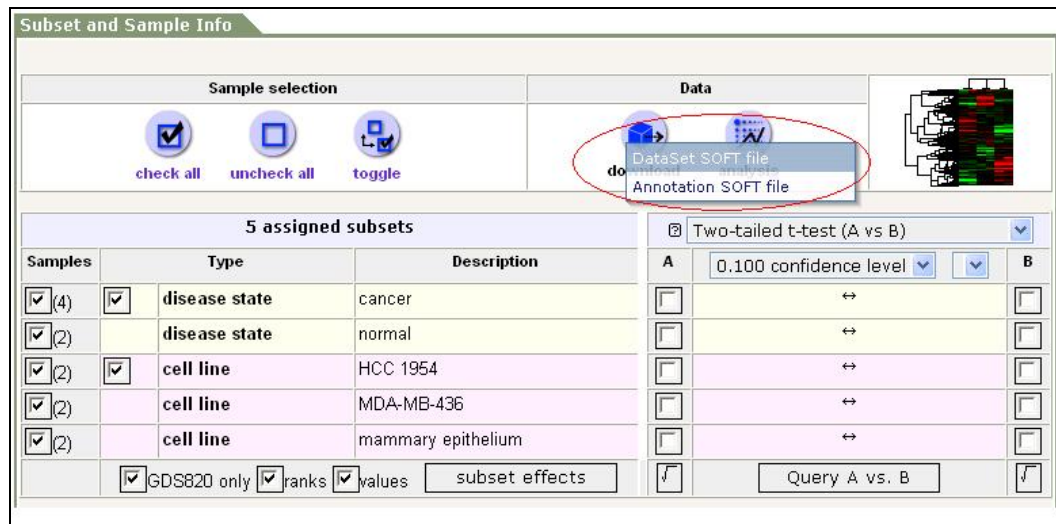 Subset and Sample Info
Sample selection
Data
check all uncheck all toggle
download analysis
DataSet SOFT file
Annotation SOFT file
5 assigned subsets
Two-tailed t-test (A vs B)
Samples Type Description A 0.100 confidence level B
(4) disease state cancer ↔
(2) disease state normal ↔
(2) cell line HCC 1954 ↔
(2) cell line MDA-MB-436 ↔
(2) cell line mammary epithelium ↔
GDS820 only ranks values subset effects √ Query A vs. B √